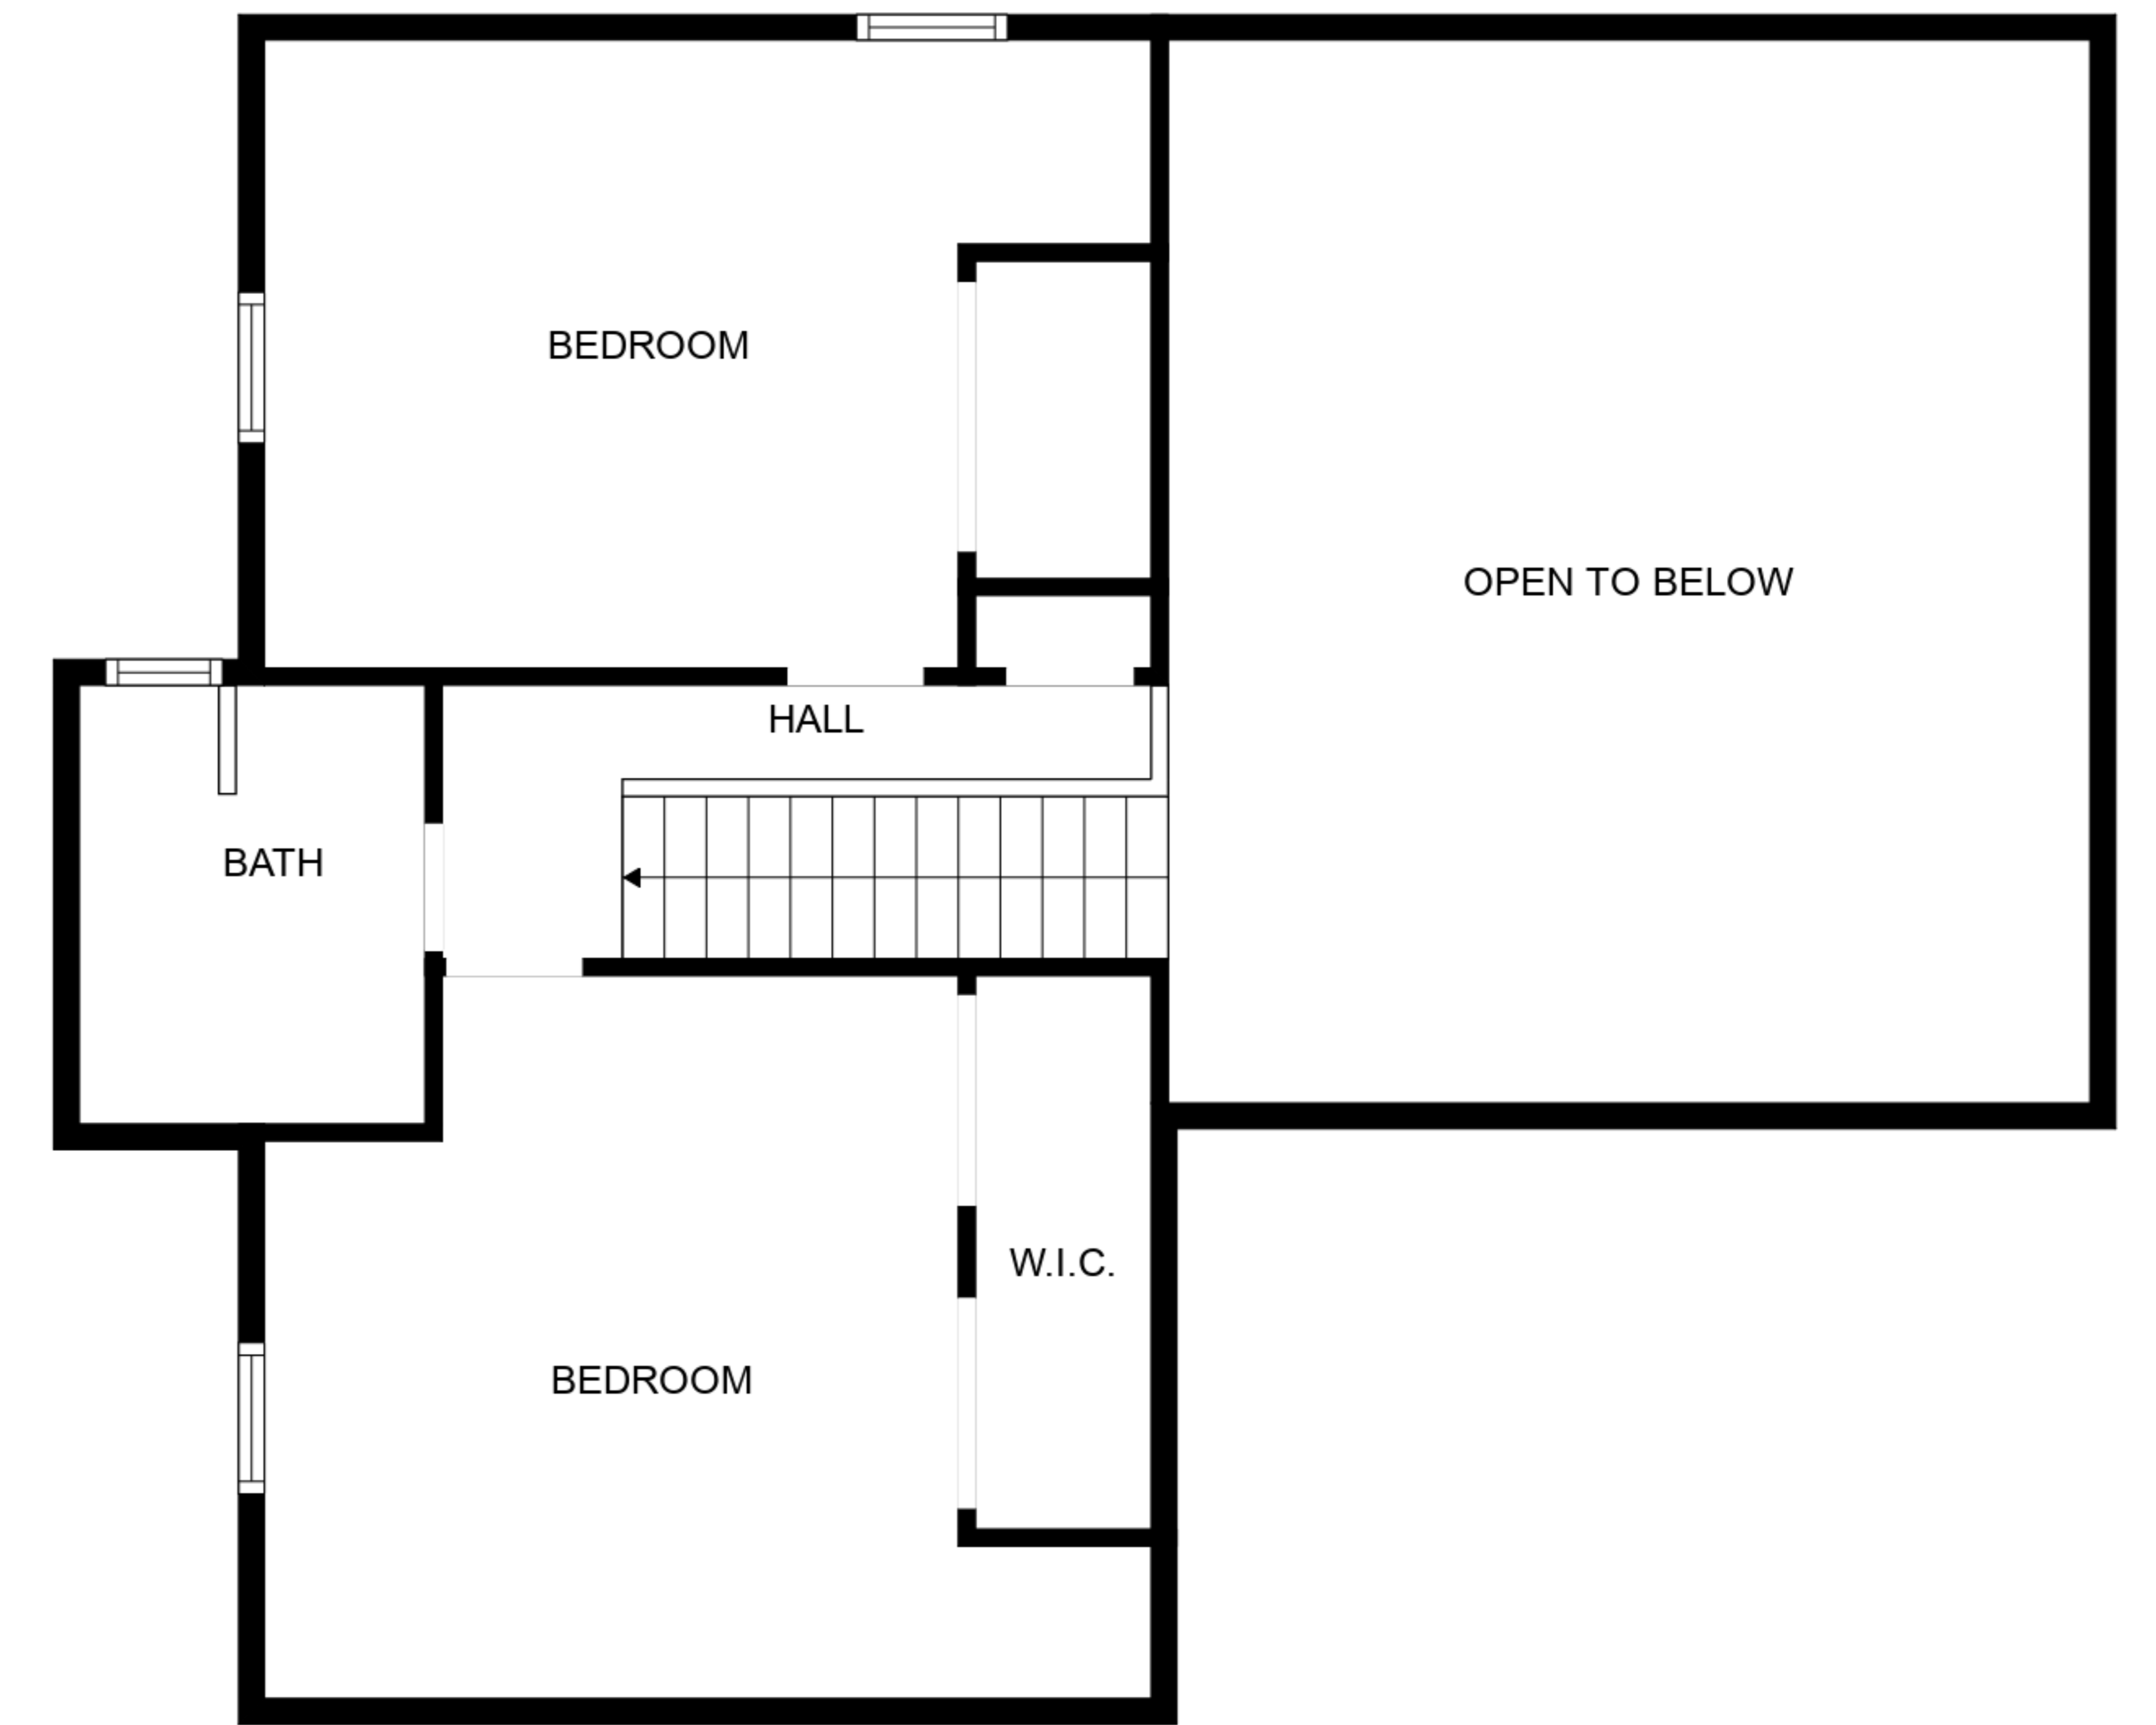 BEDROOM
OPEN TO BELOW
HALL
BATH
W.I.C.
BEDROOM